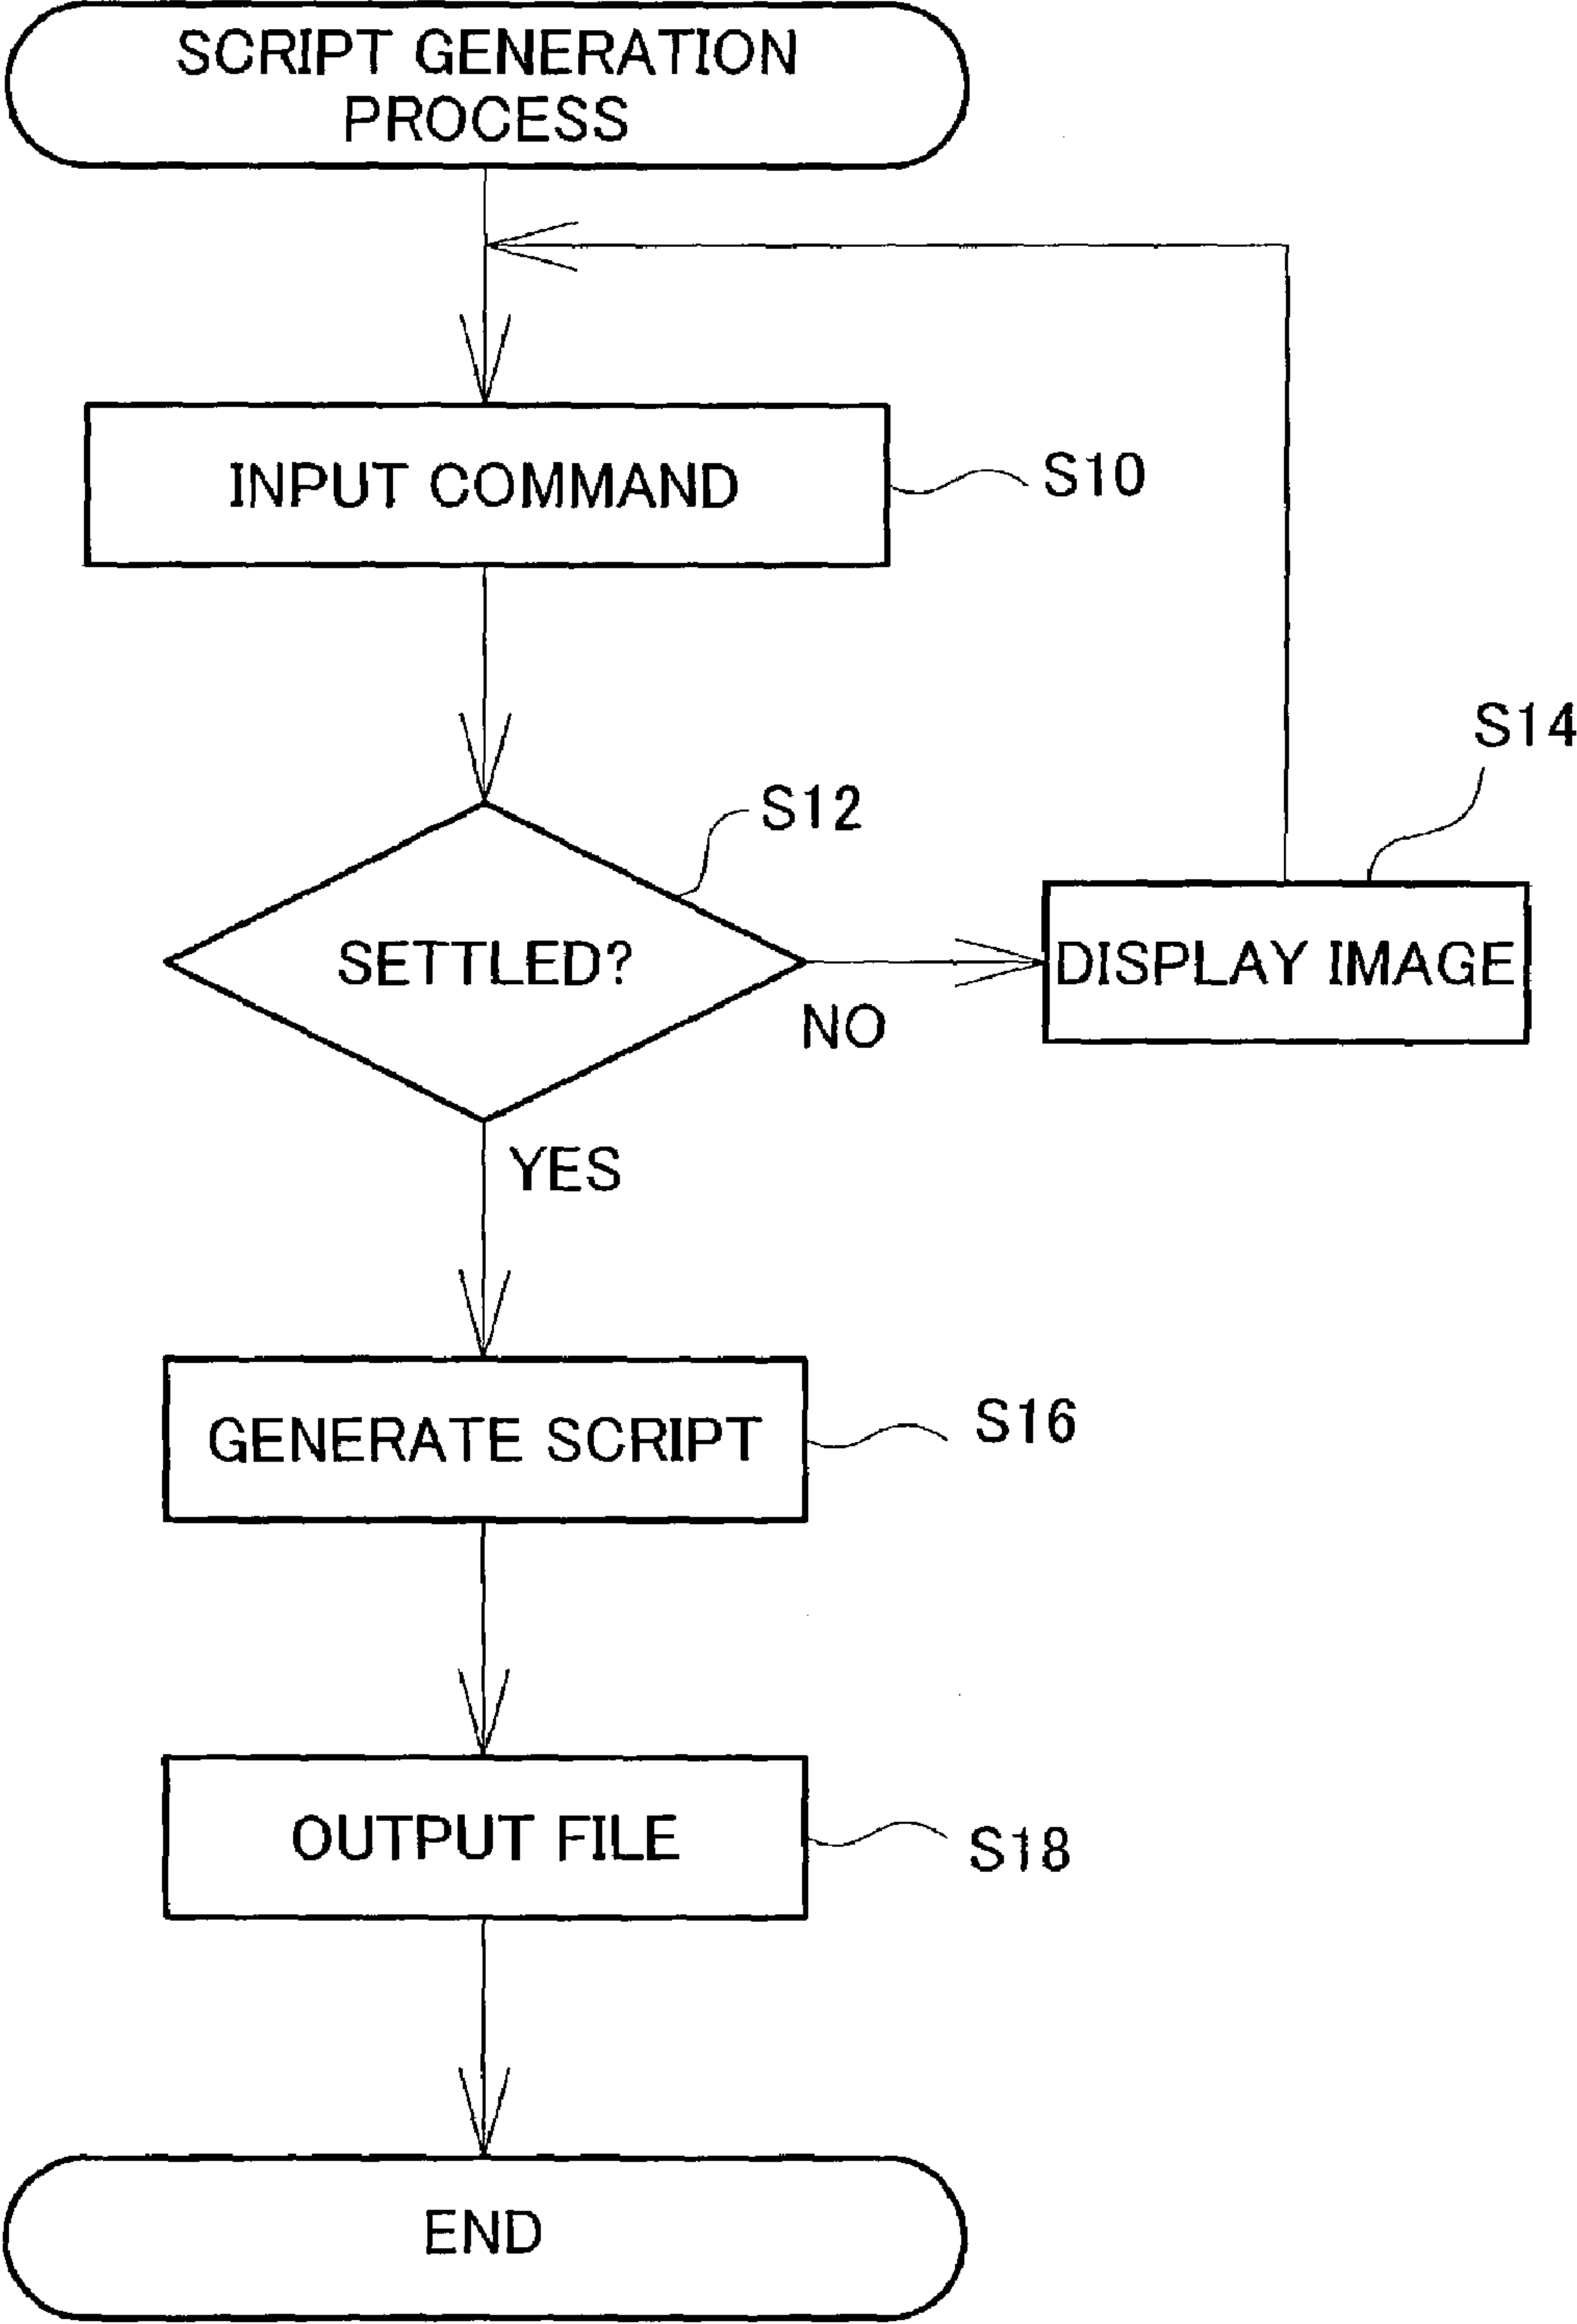 SCRIPT GENERATION
PROCESS
INPUT COMMAND
S10
S14
S12
SETTLED?
DISPLAY IMAGE
NO
YES
GENERATE SCRIPT
S16
OUTPUT FILE
S18
END